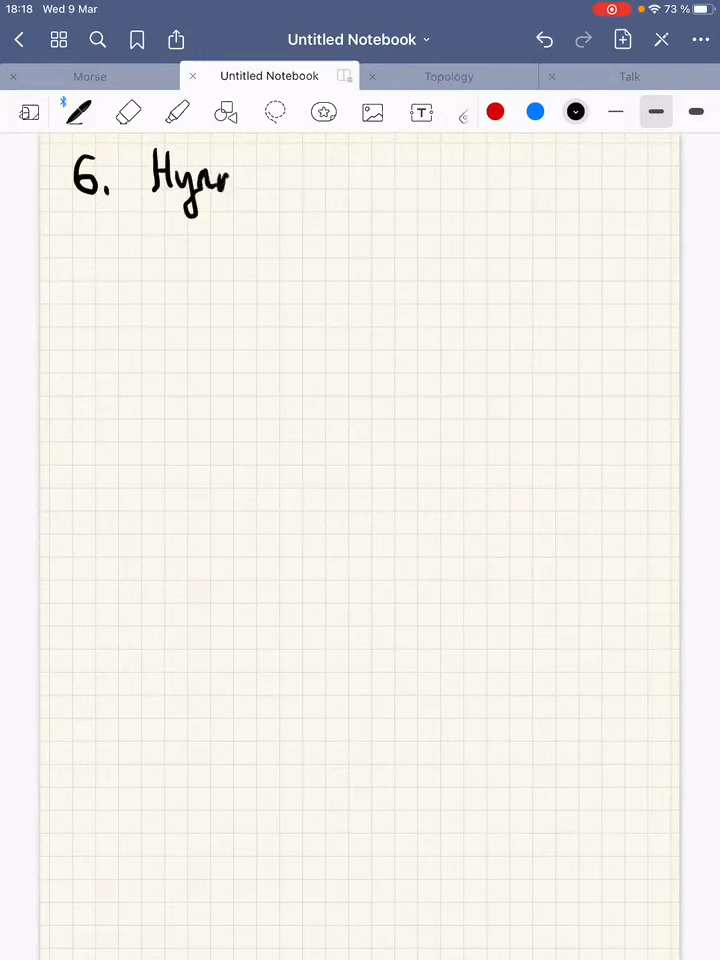 18:18 Wed 9 Mar 73 %
Untitled Notebook
Morse Untitled Notebook Topology Talk
T
6.